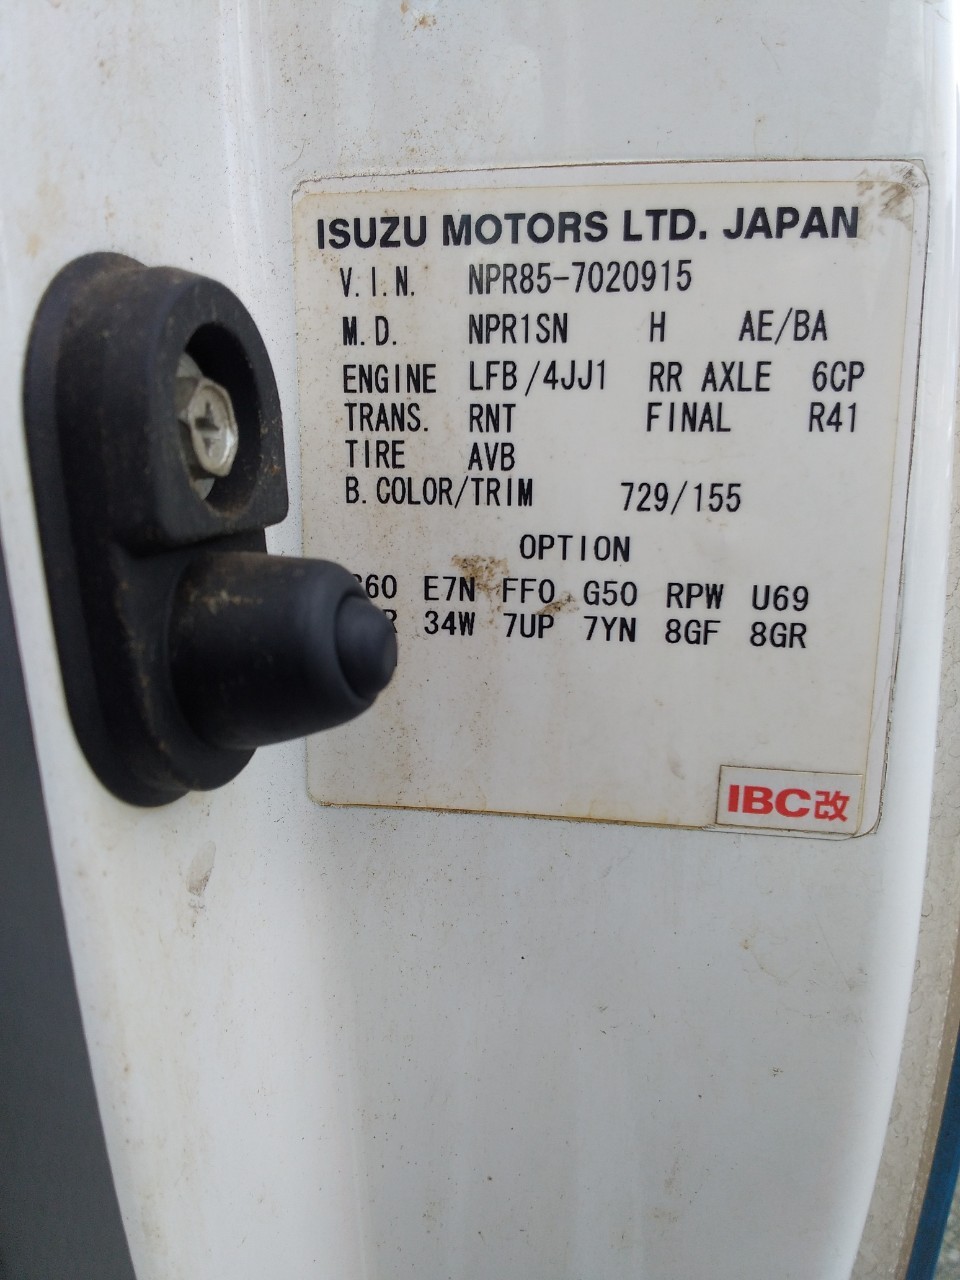 ISUZU MOTORS LTD. JAPAN
V.I.N. NPR85-7020915
M.D. NPR1SN H AE/BA
ENGINE LFB/4JJ1 RR AXLE 6CP
TRANS. RNT FINAL R41
TIRE AVB
B.COLOR/TRIM 729/155
OPTION
E7N FF0 G50 RPW U69
34W 7UP 7YN 8GF 8GR
IBC改